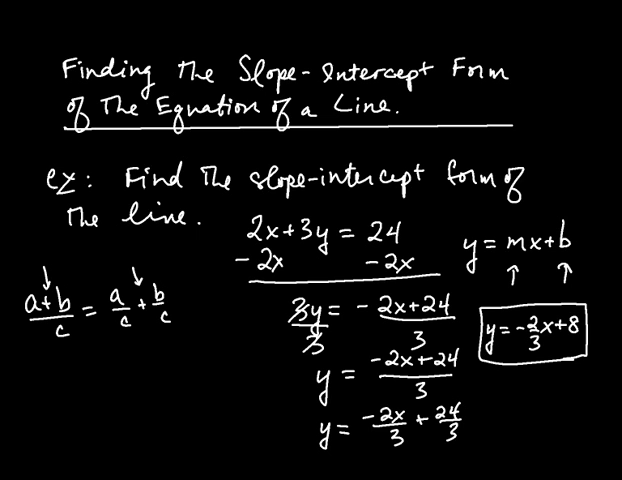 Finding the Slope-Intercept Form
of The Equation of a Line.
ex: Find The slope-intercept form of
the line.
2x+3y = 24
-2x -2x
y = mx+b
a+b/c = a/c + b/c
3y/3 = -2x+24/3
y=-2/3x+8
y = -2x+24/3
y = -2x/3 + 24/3